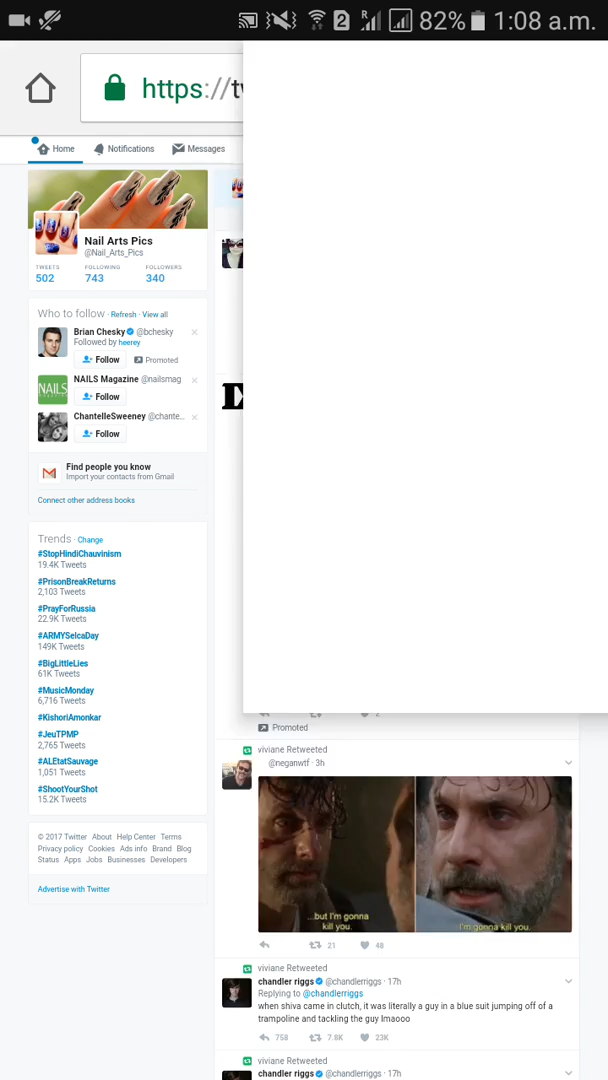 2 R 82% 1:08 a.m.
https://tw
Home Notifications Messages
Nail Arts Pics
@Nail_Arts_Pics
TWEETS FOLLOWING FOLLOWERS
502 743 340
Who to follow · Refresh · View all
Brian Chesky @bchesky
Followed by heerey
Follow Promoted
NAILS
NAILS Magazine @nailsmag
Follow
ChantelleSweeney @chante...
Follow
Find people you know
Import your contacts from Gmail
Connect other address books
Trends · Change
#StopHindiChauvinism
19.4K Tweets
#PrisonBreakReturns
2,103 Tweets
#PrayForRussia
22.9K Tweets
#ARMYSelcaDay
149K Tweets
#BigLittleLies
61K Tweets
#MusicMonday
6,716 Tweets
#KishoriAmonkar
#JeuTPMP
2,765 Tweets
#ALEtatSauvage
1,051 Tweets
#ShootYourShot
15.2K Tweets
© 2017 Twitter About Help Center Terms
Privacy policy Cookies Ads info Brand Blog
Status Apps Jobs Businesses Developers
Advertise with Twitter
2
Promoted
viviane Retweeted
@neganwtf · 3h
...but I'm gonna
kill you.
I'm gonna kill you.
21 48
viviane Retweeted
chandler riggs @chandlerriggs · 17h
Replying to @chandlerriggs
when shiva came in clutch, it was literally a guy in a blue suit jumping off of a
trampoline and tackling the guy lmaooo
758 7.8K 23K
viviane Retweeted
chandler riggs @chandlerriggs · 17h